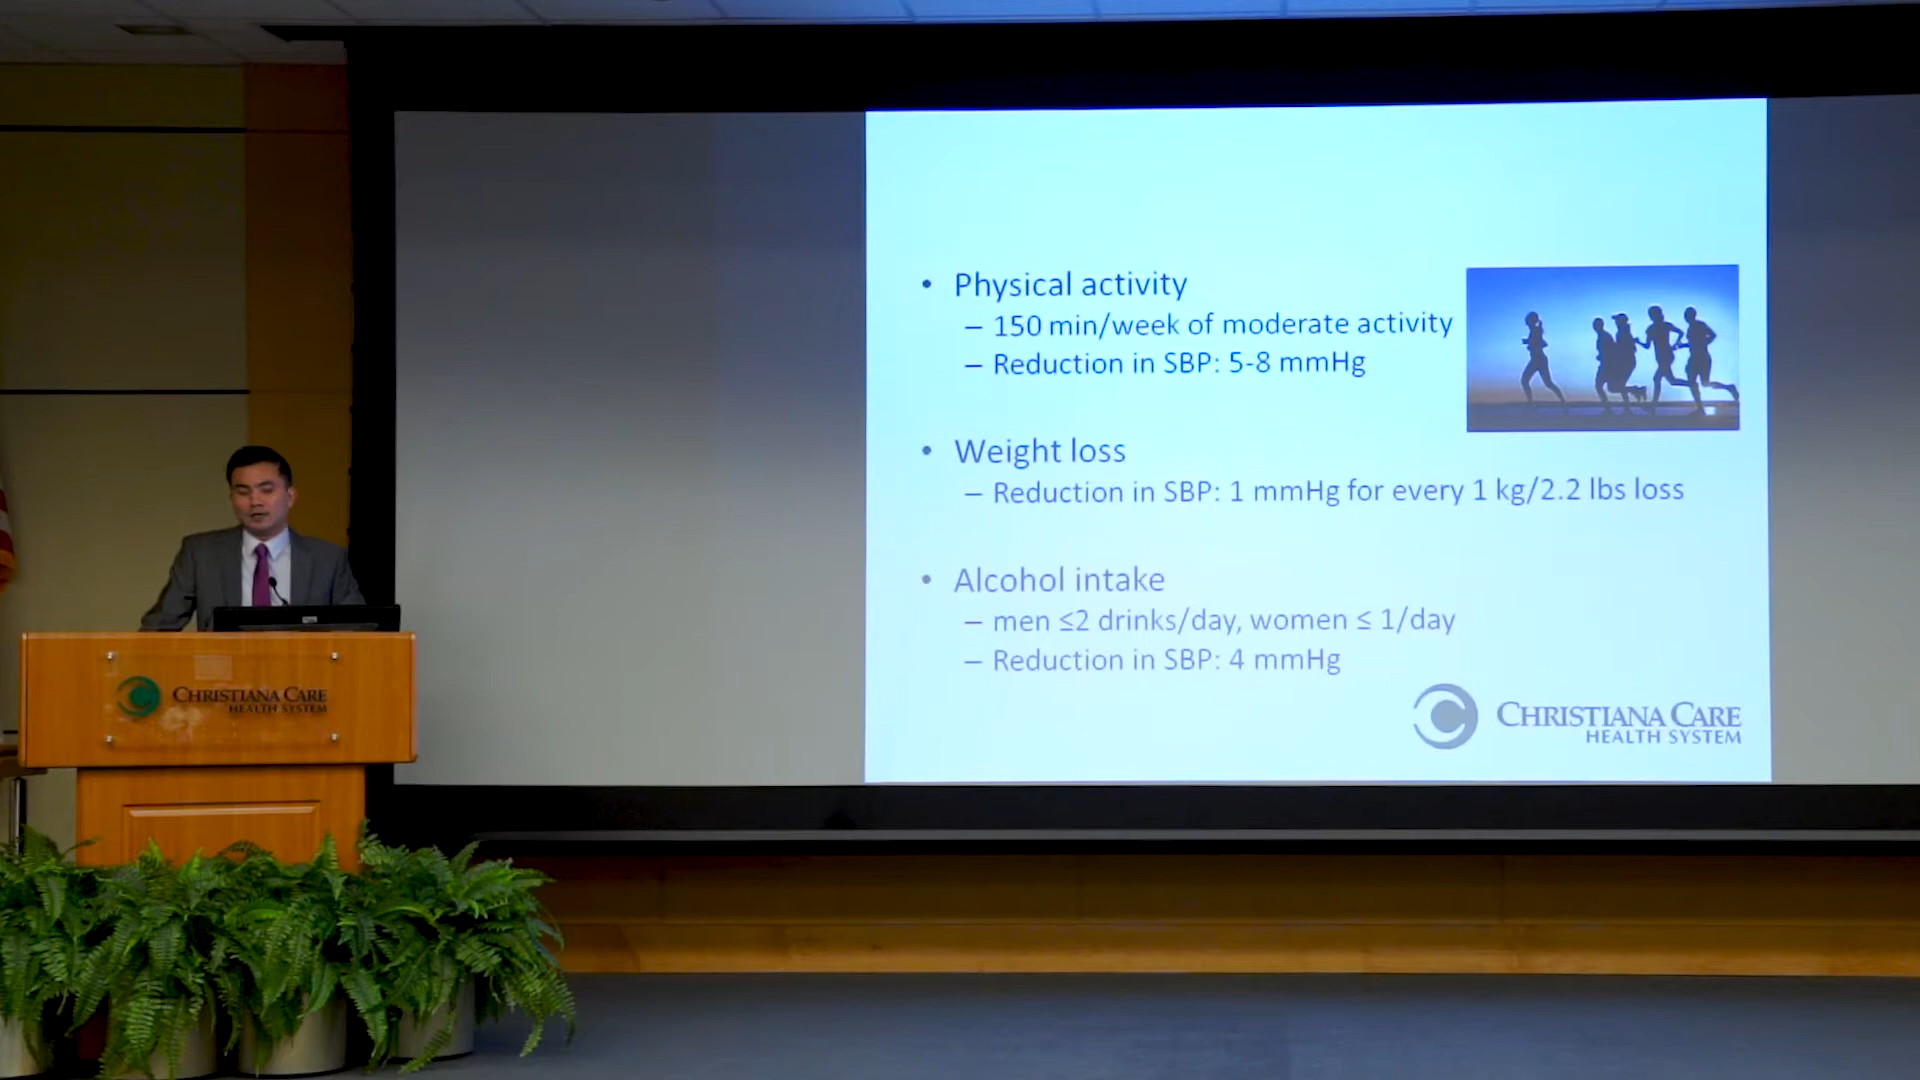 • Physical activity
– 150 min/week of moderate activity
– Reduction in SBP: 5-8 mmHg
• Weight loss
– Reduction in SBP: 1 mmHg for every 1 kg/2.2 lbs loss
• Alcohol intake
– men ≤2 drinks/day, women ≤ 1/day
– Reduction in SBP: 4 mmHg
CHRISTIANA CARE
HEALTH SYSTEM
CHRISTIANA CARE
HEALTH SYSTEM